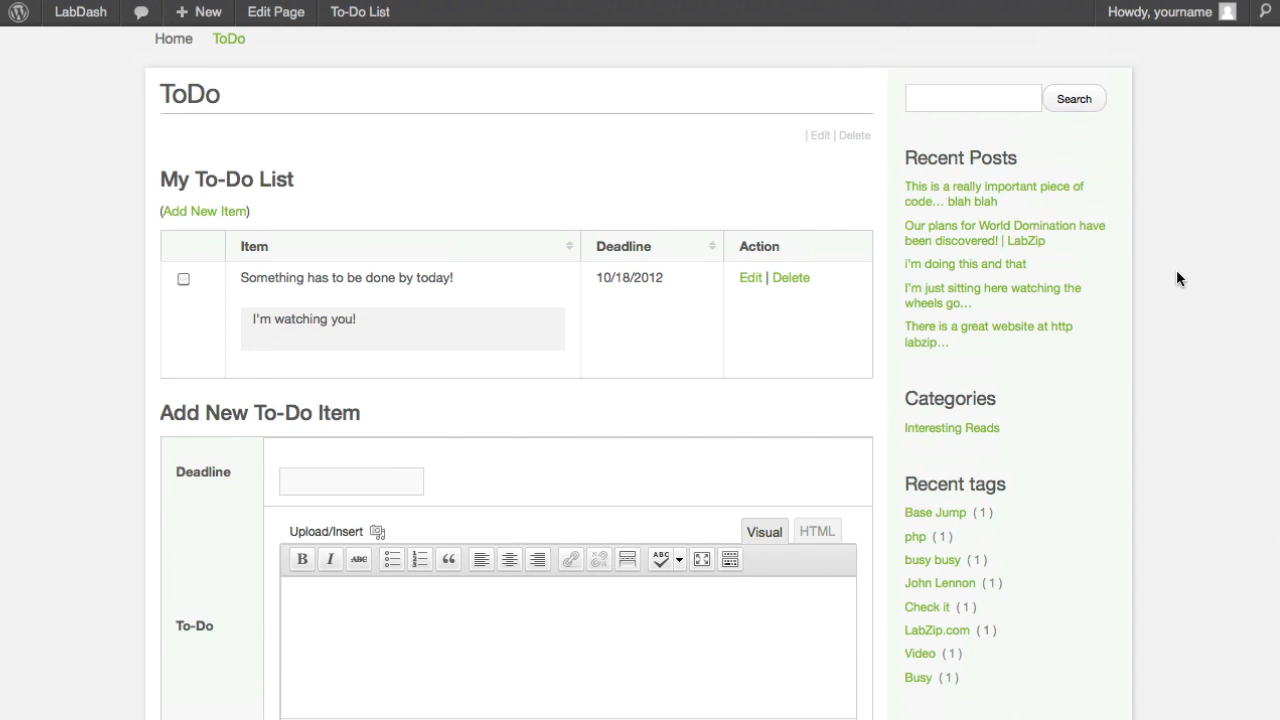 LabDash
New
Edit Page
To-Do List
Howdy, yourname
Home
ToDo
ToDo
Search
| Edit | Delete
Recent Posts
My To-Do List
This is a really important piece of
code... blah blah
(Add New Item)
Our plans for World Domination have
been discovered! | LabZip
Item
Deadline
Action
i'm doing this and that
Something has to be done by today!
10/18/2012
Edit | Delete
I'm just sitting here watching the
wheels go...
I'm watching you!
There is a great website at http
labzip...
Add New To-Do Item
Categories
Interesting Reads
Deadline
Recent tags
Base Jump ( 1 )
Upload/Insert
Visual
HTML
php ( 1 )
B I ABC
ABC
busy busy ( 1 )
John Lennon ( 1 )
Check it ( 1 )
To-Do
LabZip.com ( 1 )
Video ( 1 )
Busy ( 1 )